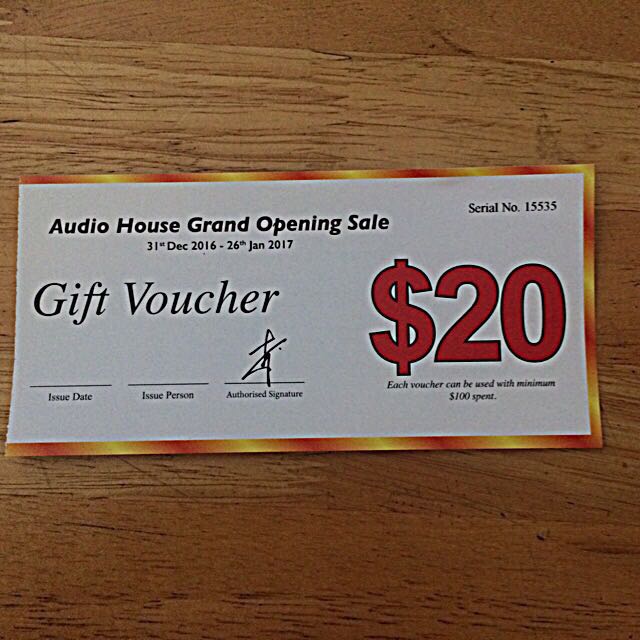 Serial No. 15535
Audio House Grand Opening Sale
31st Dec 2016 - 26th Jan 2017
Gift Voucher
$20
Each voucher can be used with minimum
$100 spent.
Issue Date
Issue Person
Authorised Signature